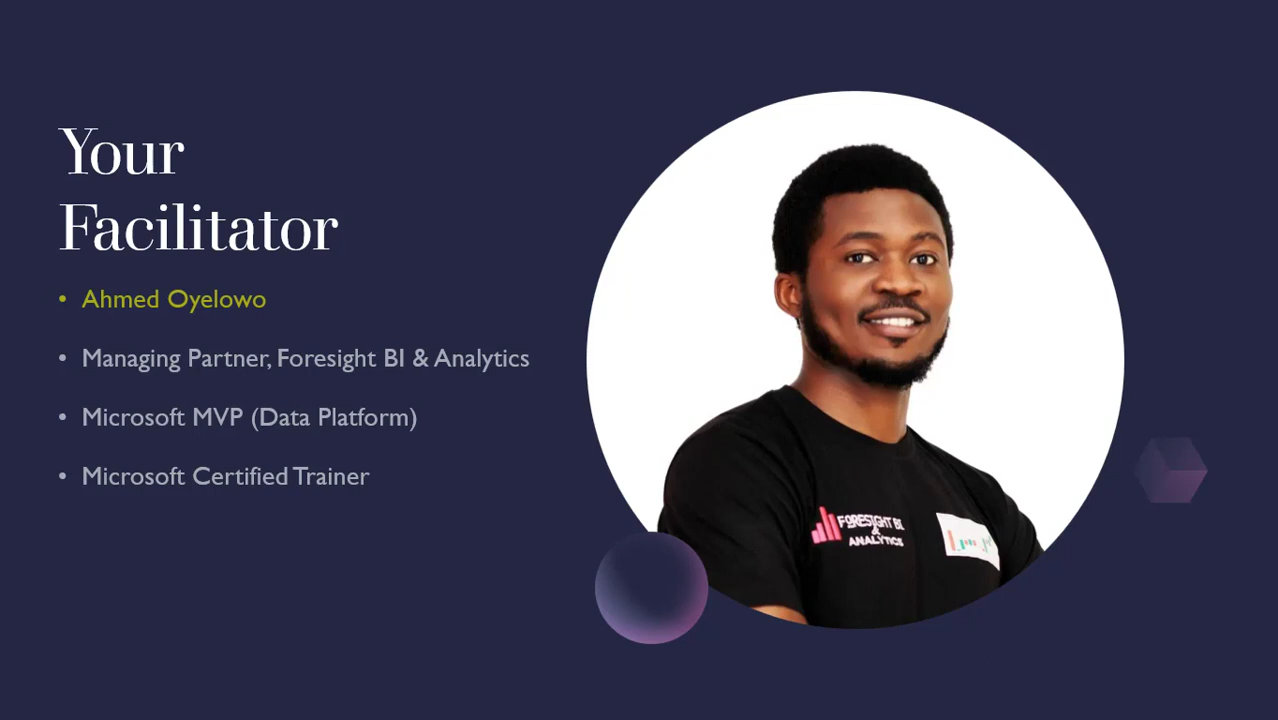 Your
Facilitator
• Ahmed Oyelowo
• Managing Partner, Foresight BI & Analytics
• Microsoft MVP (Data Platform)
• Microsoft Certified Trainer
FORESIGHT BI
&
ANALYTICS